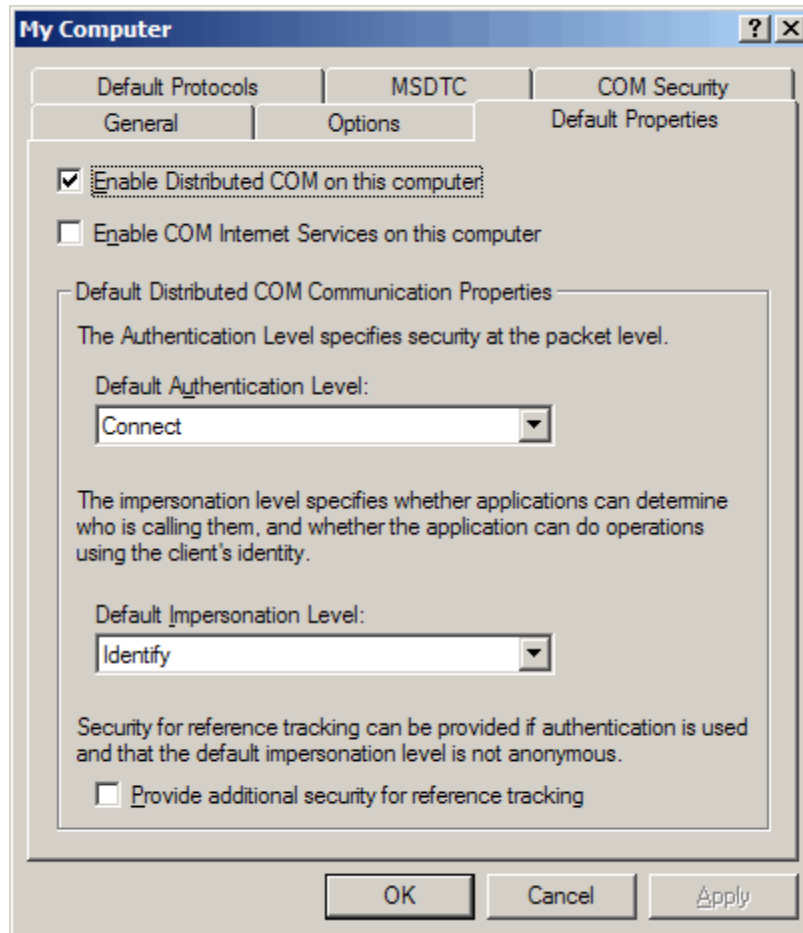 My Computer
Default Protocols
MSDTC
COM Security
General
Options
Default Properties
Enable Distributed COM on this computer
Enable COM Internet Services on this computer
Default Distributed COM Communication Properties
The Authentication Level specifies security at the packet level.
Default Authentication Level:
Connect
The impersonation level specifies whether applications can determine
who is calling them, and whether the application can do operations
using the client's identity.
Default Impersonation Level:
Identify
Security for reference tracking can be provided if authentication is used
and that the default impersonation level is not anonymous.
Provide additional security for reference tracking
OK
Cancel
Apply